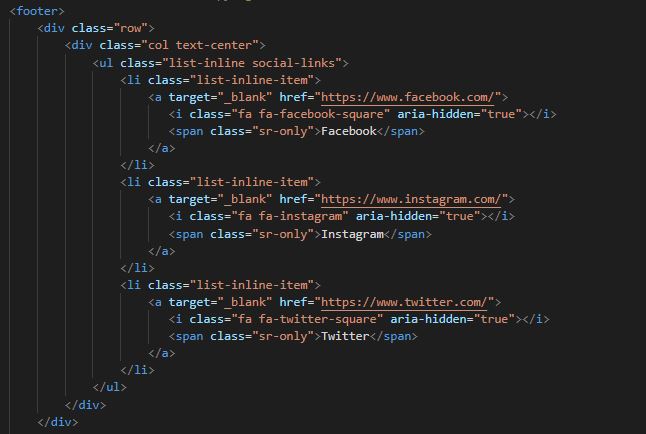 <footer>
    <div class="row">
        <div class="col text-center">
            <ul class="list-inline social-links">
                <li class="list-inline-item">
                    <a target="_blank" href="https://www.facebook.com/">
                       <i class="fa fa-facebook-square" aria-hidden="true"></i>
                       <span class="sr-only">Facebook</span>
                    </a>
                </li>
                <li class="list-inline-item">
                    <a target="_blank" href="https://www.instagram.com/">
                       <i class="fa fa-instagram" aria-hidden="true"></i>
                       <span class="sr-only">Instagram</span>
                    </a>
                </li>
                <li class="list-inline-item">
                    <a target="_blank" href="https://www.twitter.com/">
                       <i class="fa fa-twitter-square" aria-hidden="true"></i>
                       <span class="sr-only">Twitter</span>
                    </a>
                </li>
            </ul>
        </div>
    </div>